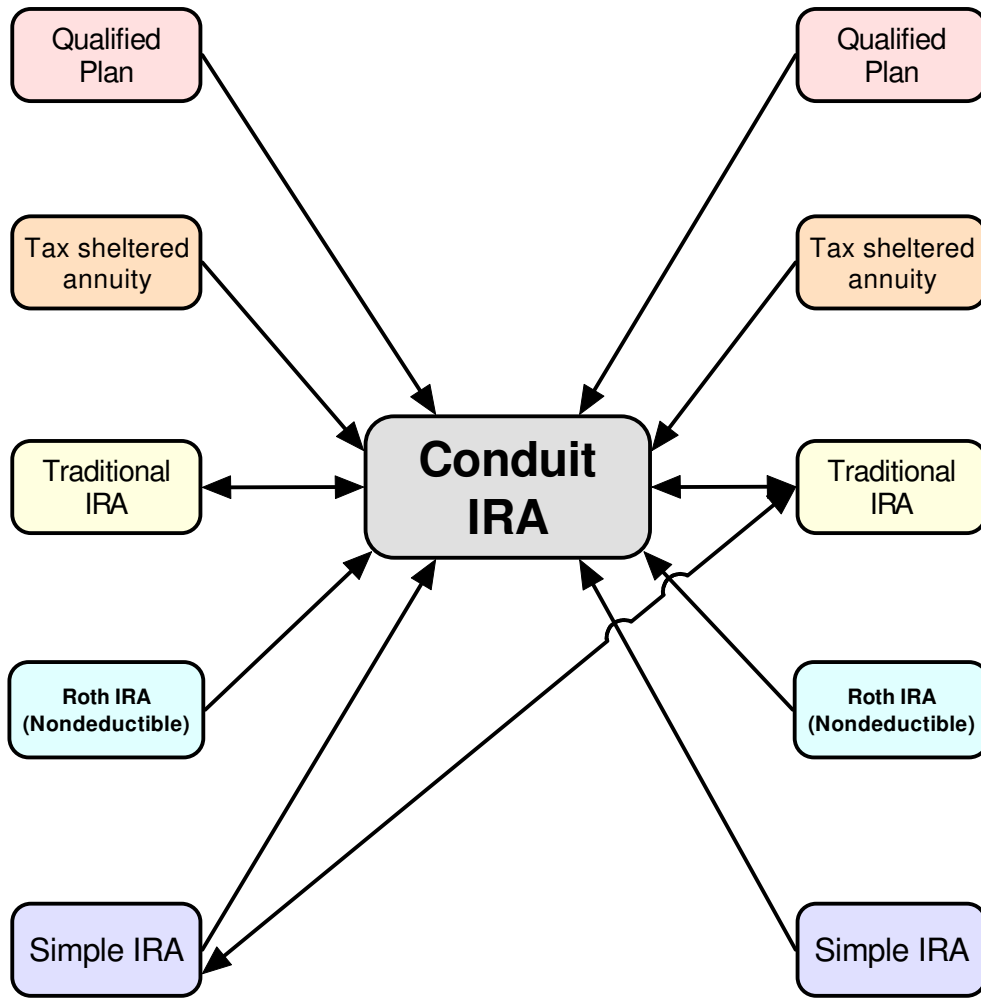 Qualified
Plan
Qualified
Plan
Tax sheltered
annuity
Tax sheltered
annuity
Traditional
IRA
Conduit
IRA
Traditional
IRA
Roth IRA
(Nondeductible)
Roth IRA
(Nondeductible)
Simple IRA
Simple IRA